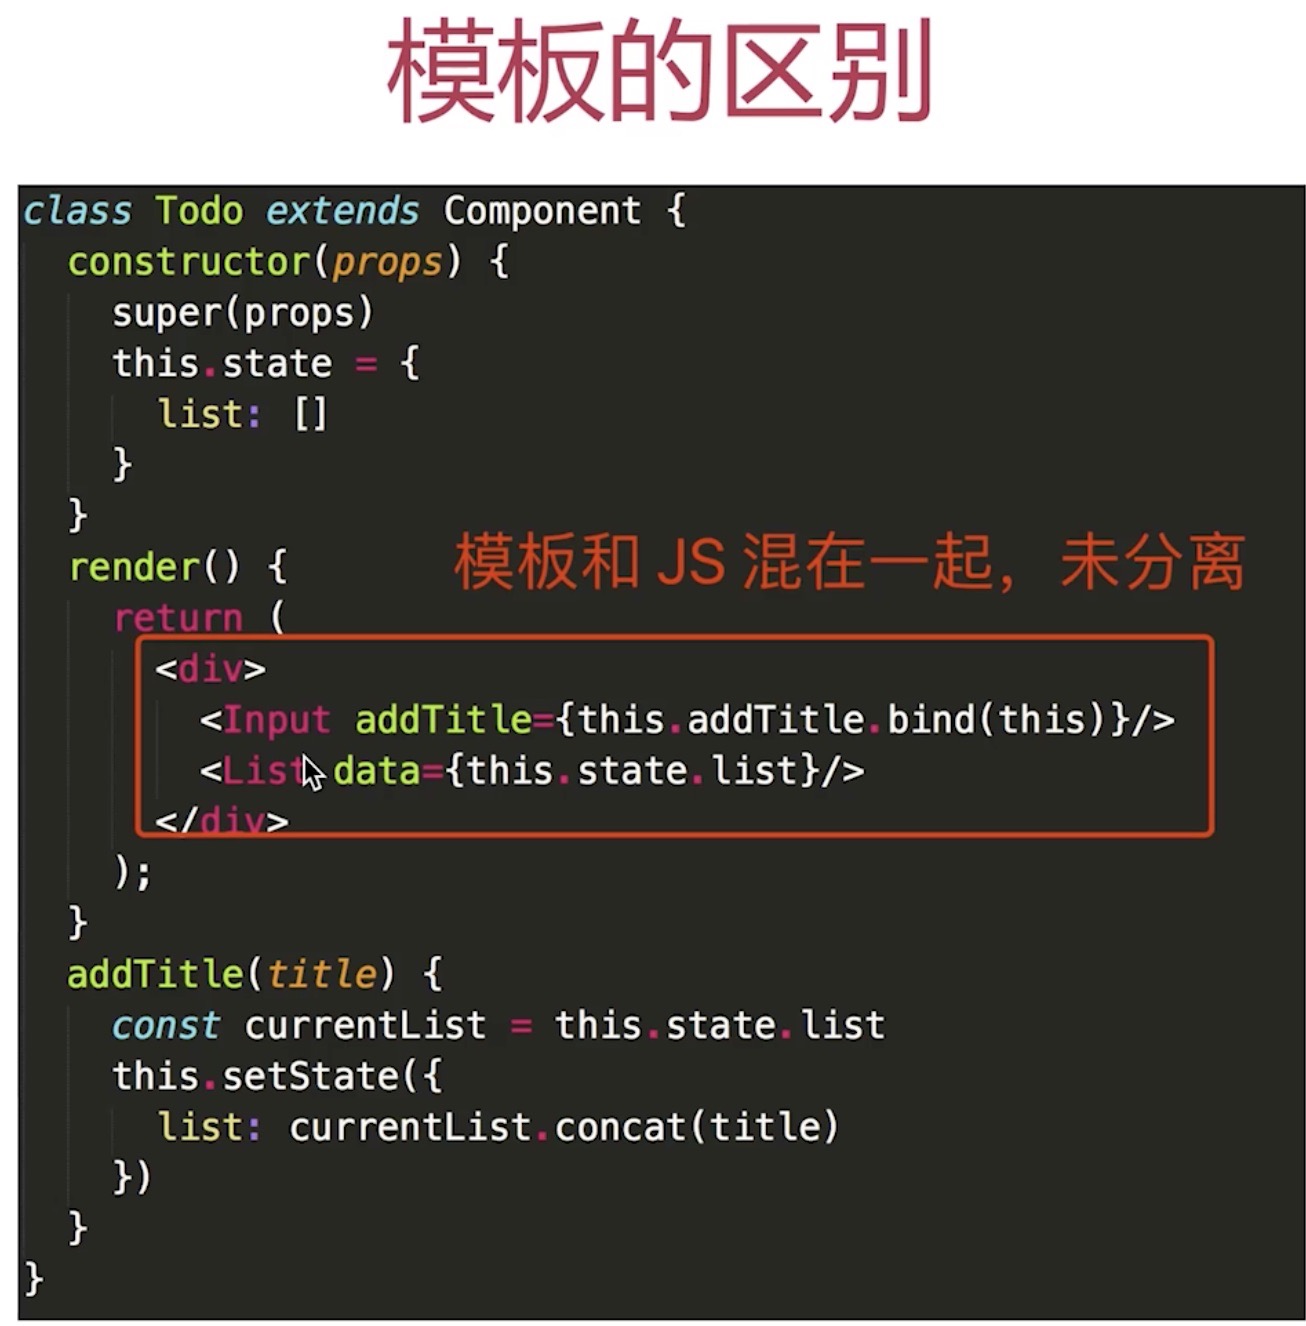 模板的区别
class Todo extends Component {
constructor(props) {
super(props)
this.state = {
list: []
}
}
render() {
模板和 JS 混在一起，未分离
return (
<div>
<Input addTitle={this.addTitle.bind(this)}/>
<List data={this.state.list}/>
</div>
);
}
addTitle(title) {
const currentList = this.state.list
this.setState({
list: currentList.concat(title)
})
}
}